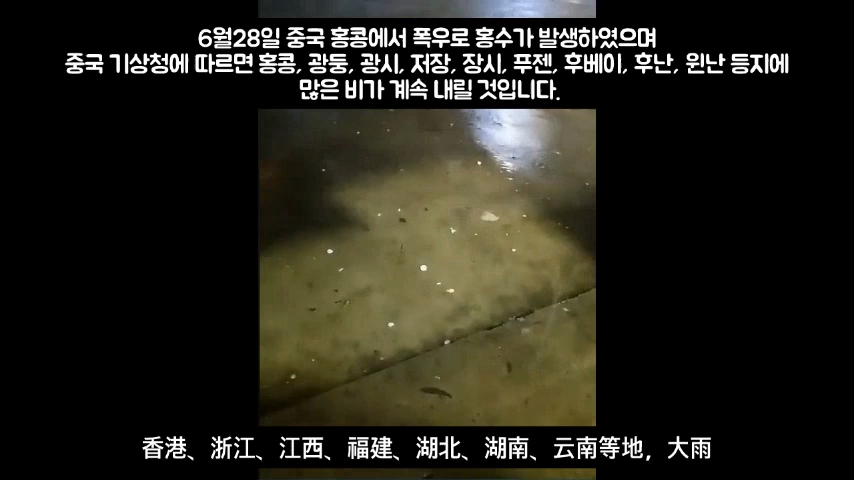 6월28일 중국 홍콩에서 폭우로 홍수가 발생하였으며
중국 기상청에 따르면 홍콩, 광둥, 광시, 저장, 장시, 푸젠, 후베이, 후난, 윈난 등지에
많은 비가 계속 내릴 것입니다.
香港、浙江、江西、福建、湖北、湖南、云南等地，大雨